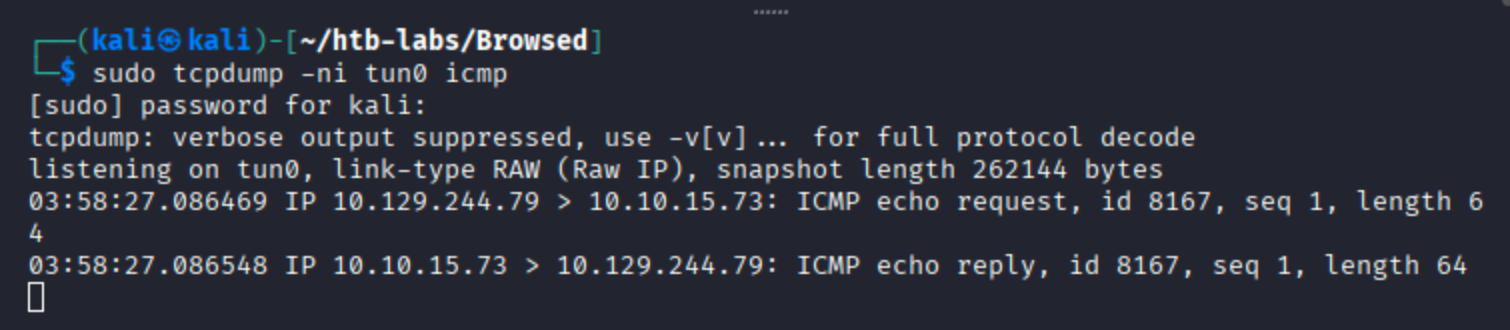 ┌──(kali㉿kali)-[~/htb-labs/Browsed]
└─$ sudo tcpdump -ni tun0 icmp
[sudo] password for kali:
tcpdump: verbose output suppressed, use -v[v]... for full protocol decode
listening on tun0, link-type RAW (Raw IP), snapshot length 262144 bytes
03:58:27.086469 IP 10.129.244.79 > 10.10.15.73: ICMP echo request, id 8167, seq 1, length 6
4
03:58:27.086548 IP 10.10.15.73 > 10.129.244.79: ICMP echo reply, id 8167, seq 1, length 64